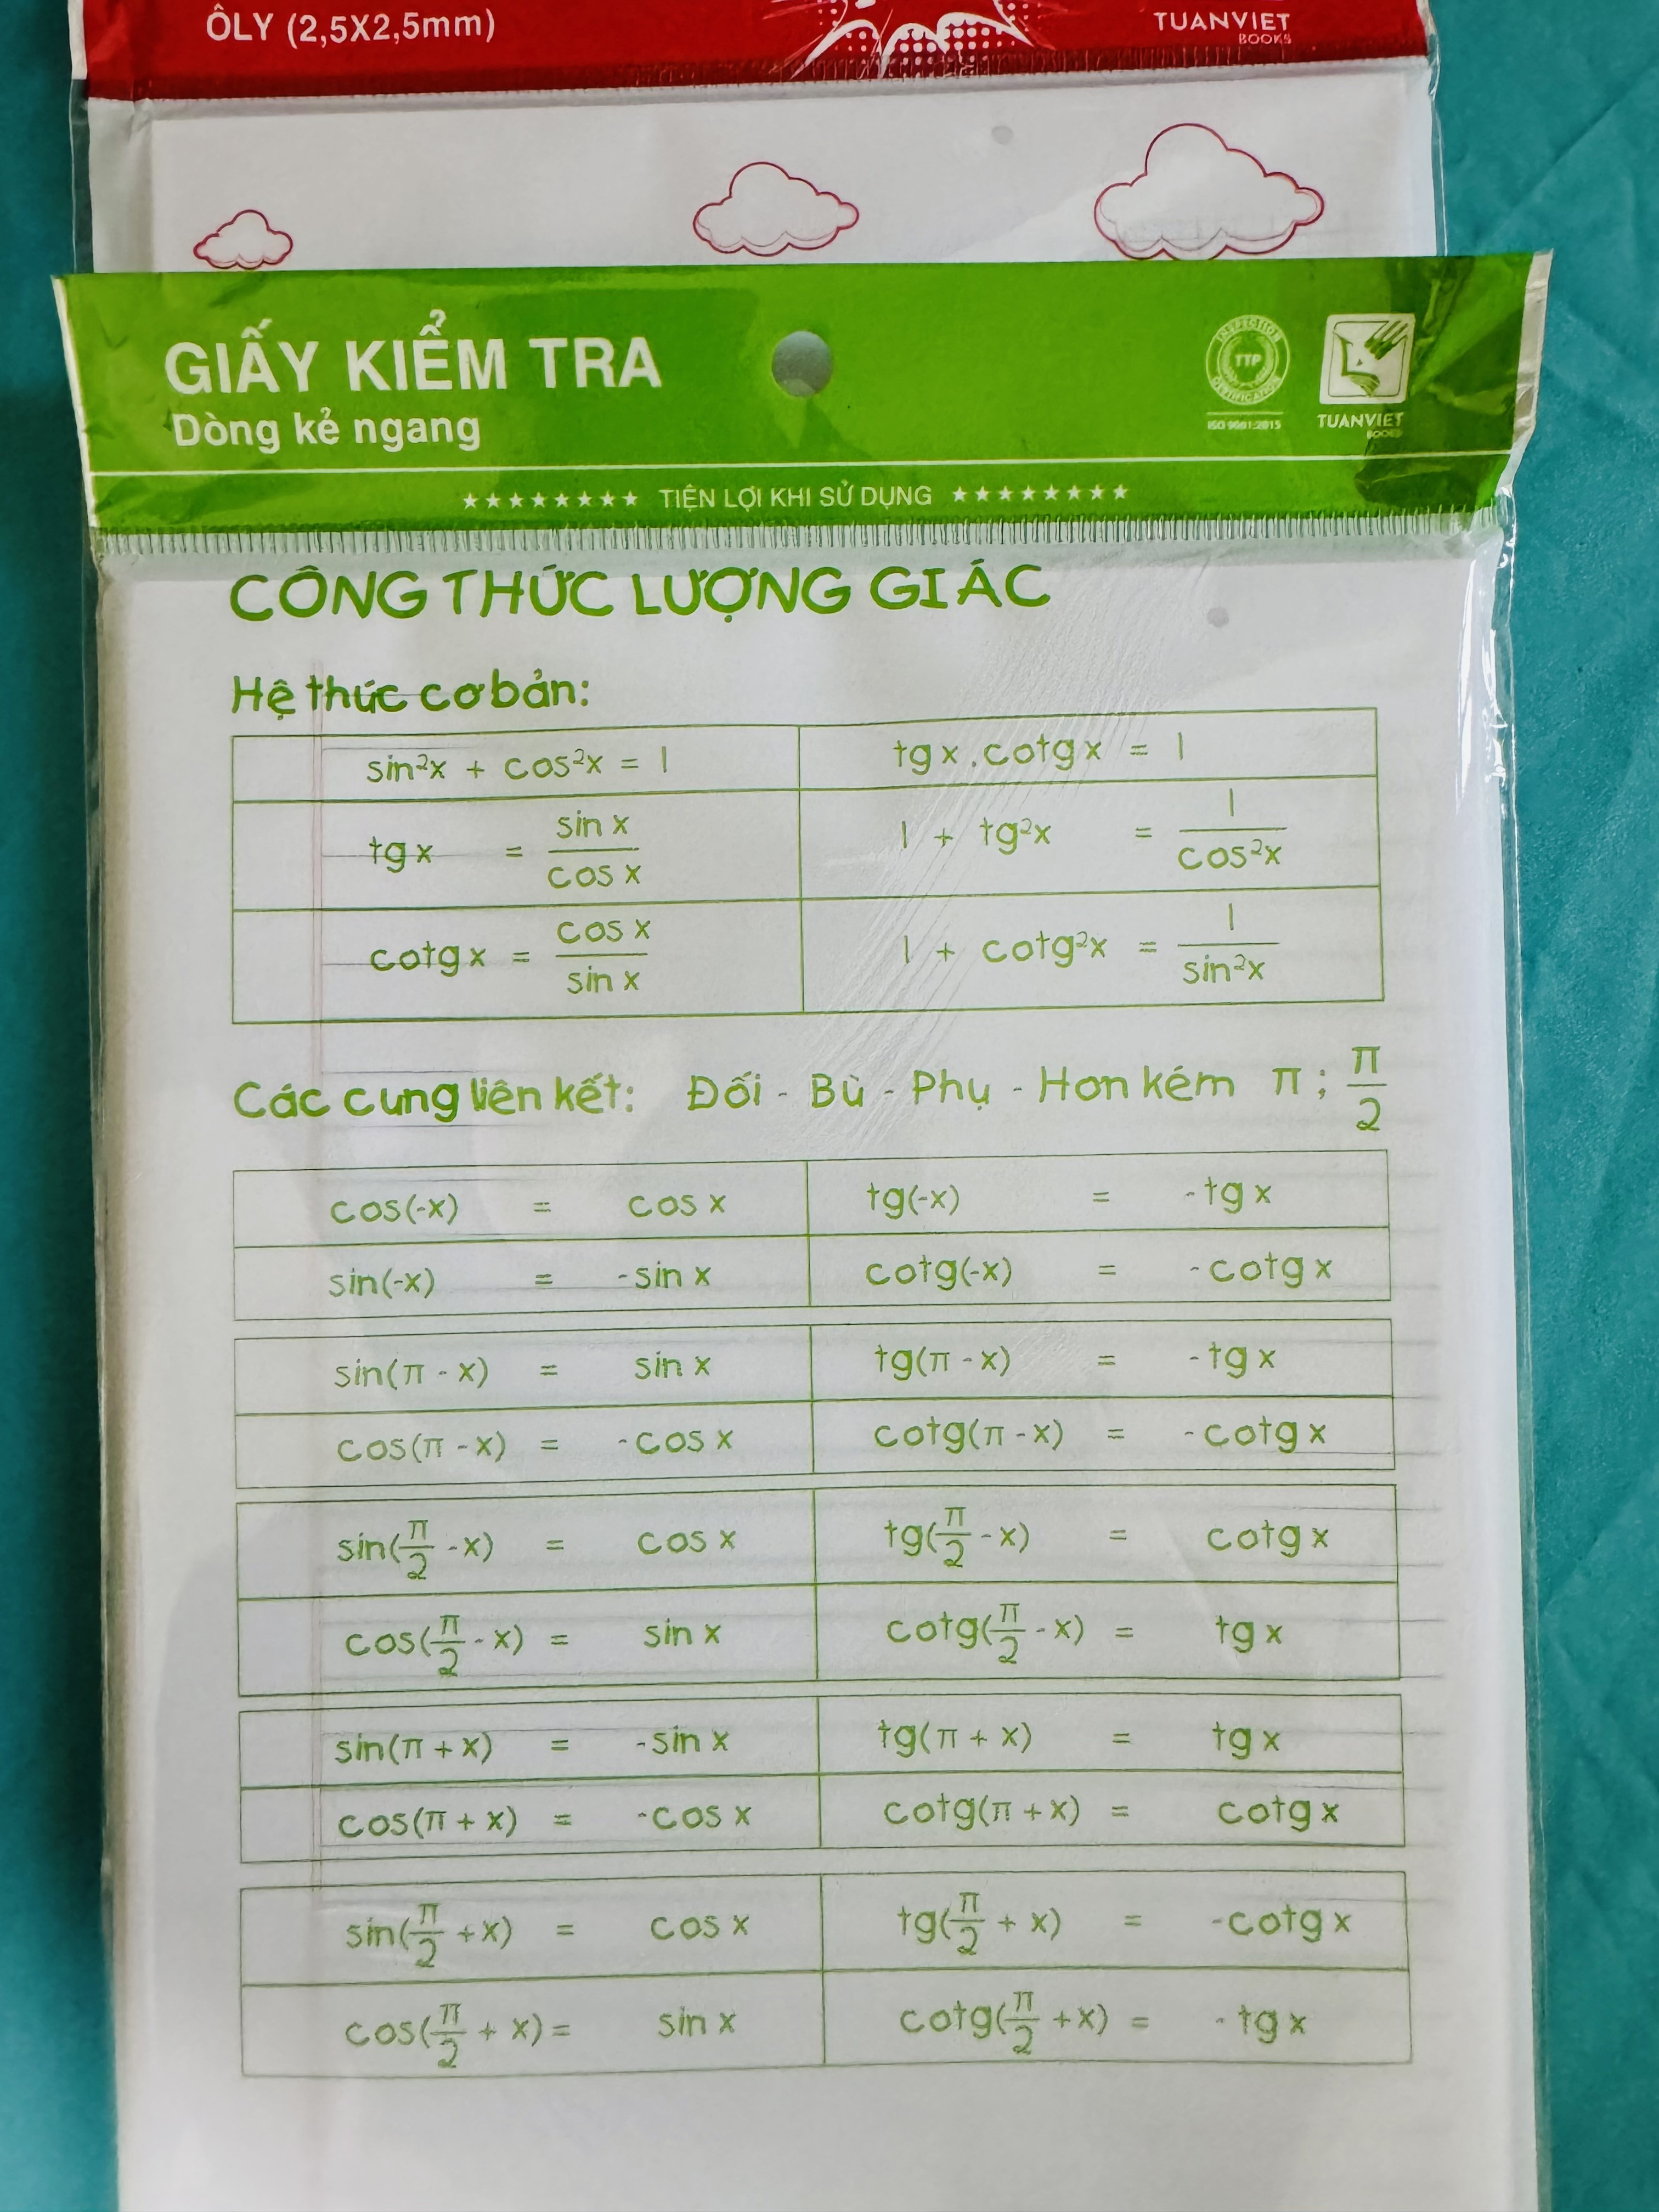 ÔLY (2,5X2,5mm)
TUANVIET
BOOKS
GIẤY KIỂM TRA
Dòng kẻ ngang
TTP
ISO 9001:2015
TUANVIET
BOOKS
★★★★★★★★ TIỆN LỢI KHI SỬ DỤNG ★★★★★★★★
CÔNG THỨC LƯỢNG GIÁC
Hệ thức cơ bản:
sin²x + cos²x = 1 tg x . cotg x = 1
tg x = sin x / cos x 1 + tg²x = 1 / cos²x
cotg x = cos x / sin x 1 + cotg²x = 1 / sin²x
Các cung liên kết: Đối - Bù - Phụ - Hơn kém π ; π/2
cos(-x) = cos x tg(-x) = -tg x
sin(-x) = -sin x cotg(-x) = -cotg x
sin(π - x) = sin x tg(π - x) = -tg x
cos(π - x) = -cos x cotg(π - x) = -cotg x
sin(π/2 - x) = cos x tg(π/2 - x) = cotg x
cos(π/2 - x) = sin x cotg(π/2 - x) = tg x
sin(π + x) = -sin x tg(π + x) = tg x
cos(π + x) = -cos x cotg(π + x) = cotg x
sin(π/2 + x) = cos x tg(π/2 + x) = -cotg x
cos(π/2 + x) = sin x cotg(π/2 + x) = -tg x